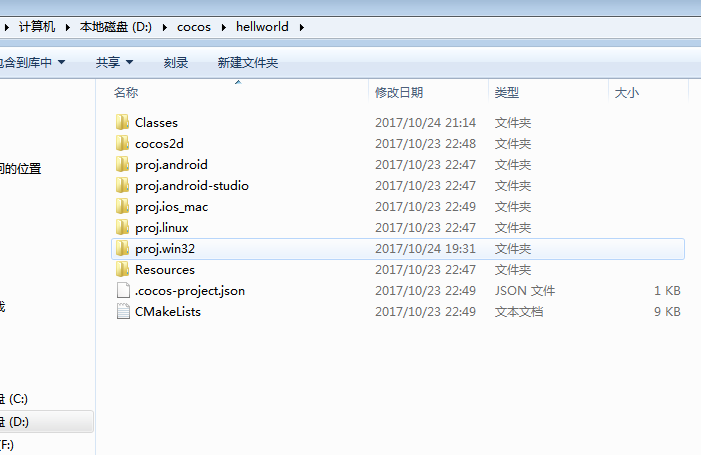 计算机 本地磁盘 (D:) cocos hellworld
包含到库中 共享 刻录 新建文件夹
名称 修改日期 类型 大小
Classes 2017/10/24 21:14 文件夹
cocos2d 2017/10/23 22:48 文件夹
proj.android 2017/10/23 22:47 文件夹
问的位置
proj.android-studio 2017/10/23 22:47 文件夹
proj.ios_mac 2017/10/23 22:49 文件夹
proj.linux 2017/10/23 22:47 文件夹
proj.win32 2017/10/24 19:31 文件夹
Resources 2017/10/23 22:47 文件夹
.cocos-project.json 2017/10/23 22:49 JSON 文件 1 KB
CMakeLists 2017/10/23 22:49 文本文档 9 KB
盘 (C:)
盘 (D:)
(F:)